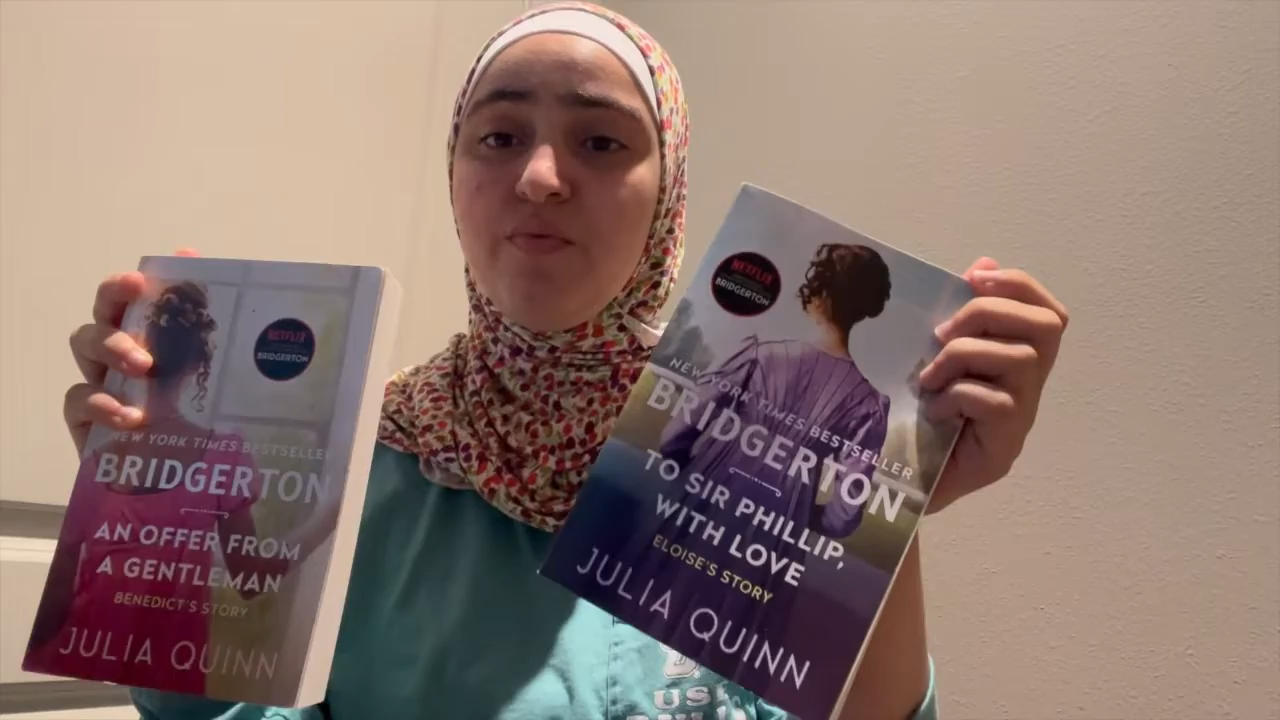 NETFLIX
BRIDGERTON
NEW YORK TIMES BESTSELLER
BRIDGERTON
AN OFFER FROM
A GENTLEMAN
BENEDICT'S STORY
JULIA QUINN
NETFLIX
BRIDGERTON
NEW YORK TIMES BESTSELLER
BRIDGERTON
TO SIR PHILLIP,
WITH LOVE
ELOISE'S STORY
JULIA QUINN